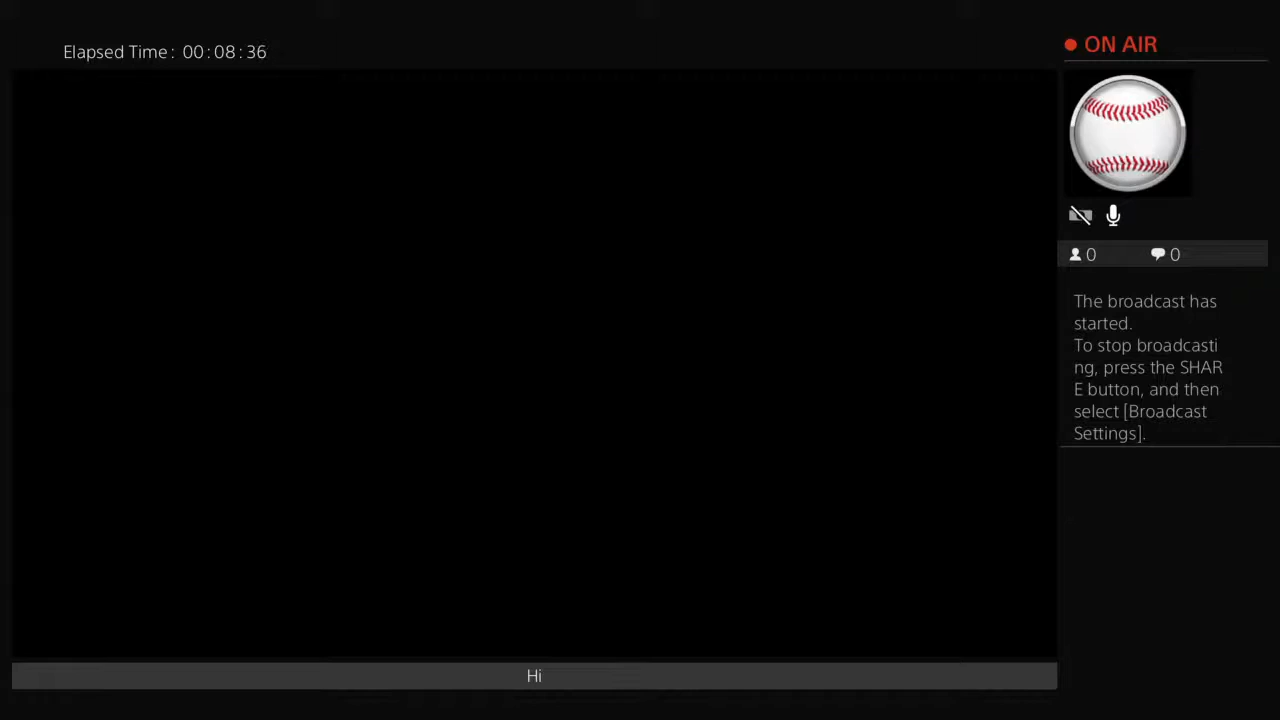 Elapsed Time: 00:08:36
ON AIR
0 0
The broadcast has
started.
To stop broadcasti
ng, press the SHAR
E button, and then
select [Broadcast
Settings].
Hi